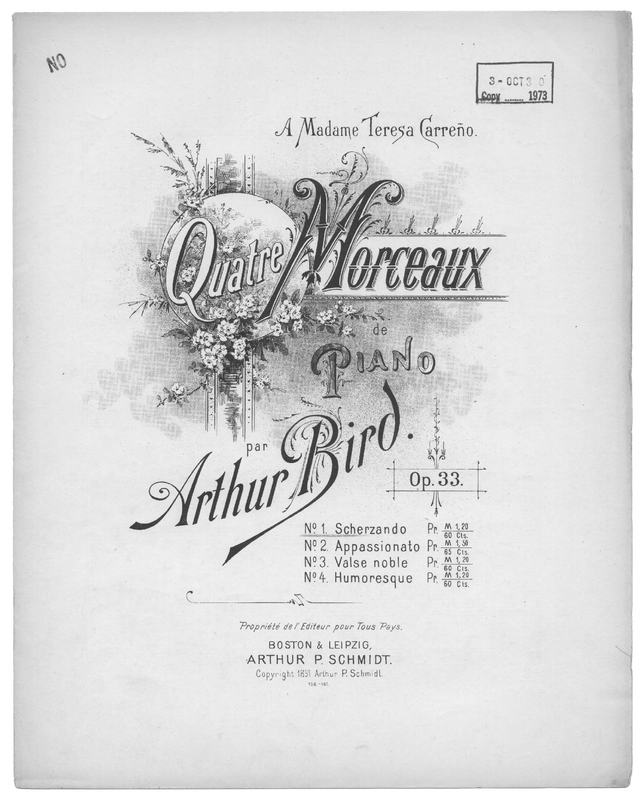 NO
3 - OCT 3 0
Copy 1973
A Madame Teresa Carreño.
Quatre Morceaux
de
Piano
par
Arthur Bird.
Op. 33.
Nº 1. Scherzando Pr. M 1,20 60 Cts.
Nº 2. Appassionato Pr. M 1,50 65 Cts.
Nº 3. Valse noble Pr. M 1,20 60 Cts.
Nº 4. Humoresque Pr. M 1,20 60 Cts.
Propriété de l'Editeur pour Tous Pays.
BOSTON & LEIPZIG,
ARTHUR P. SCHMIDT.
Copyright 1891 Arthur P. Schmidt.